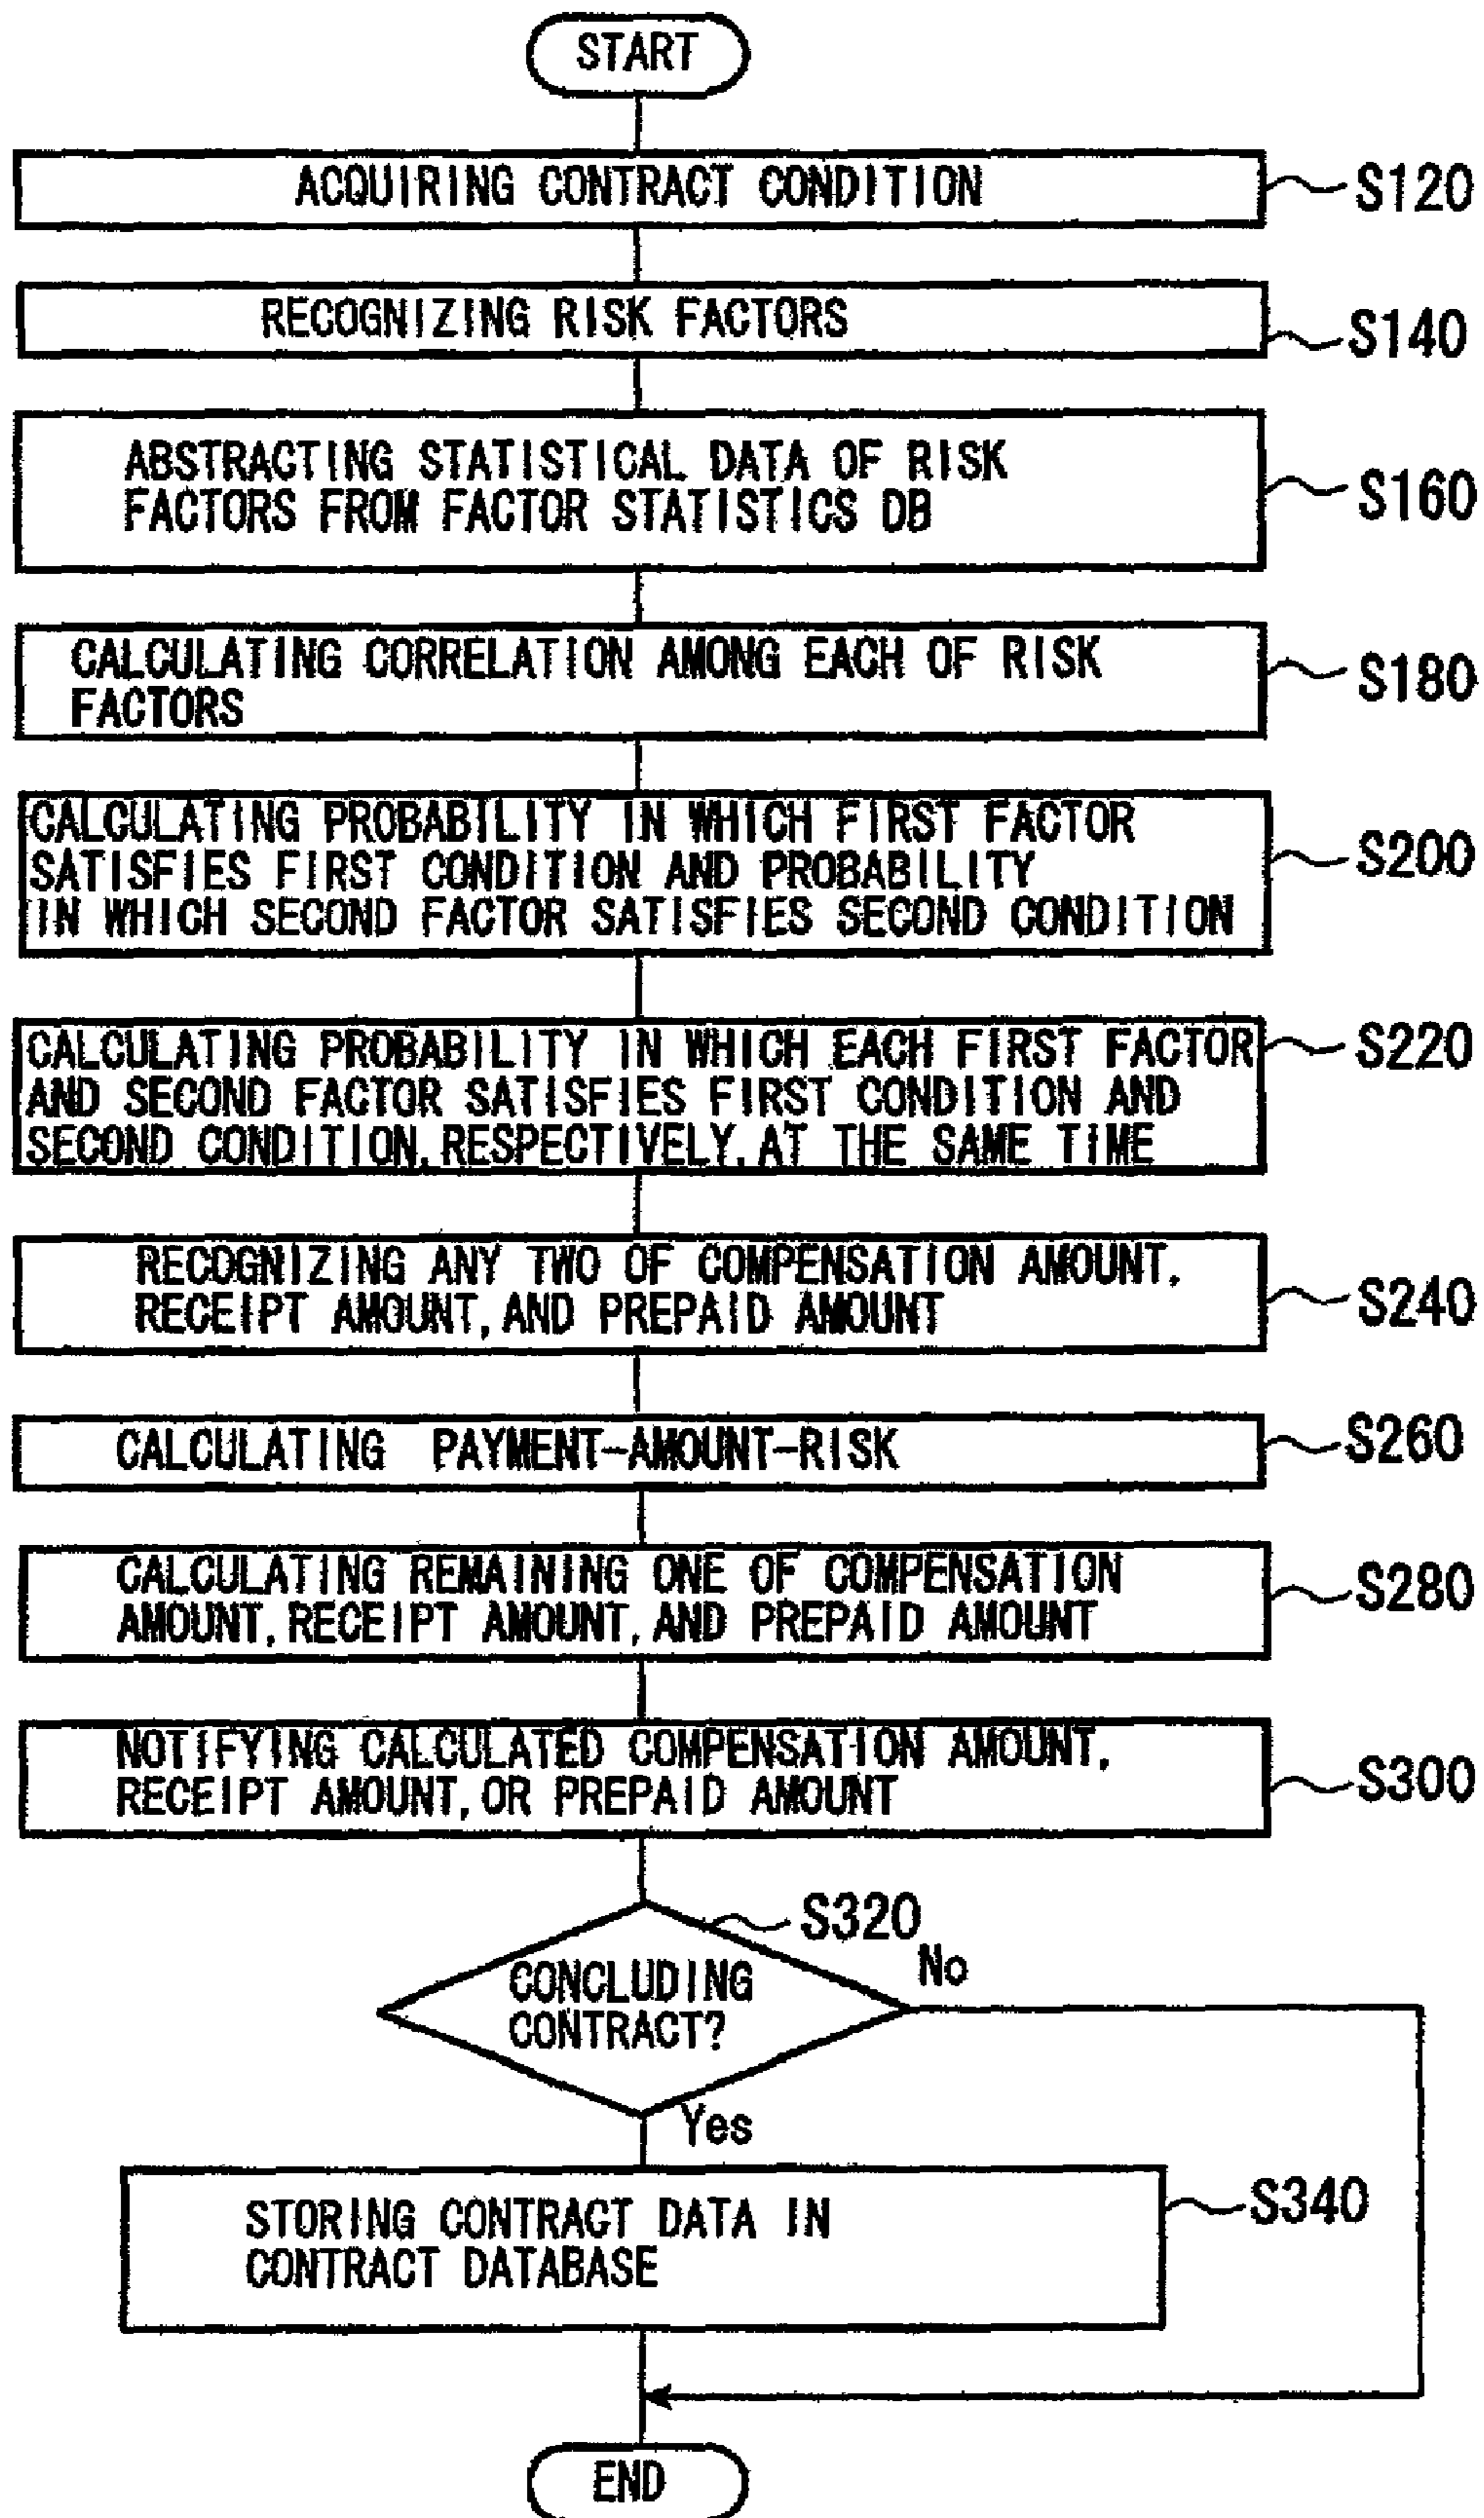 START
ACQUIRING CONTRACT CONDITION
S120
RECOGNIZING RISK FACTORS
S140
ABSTRACTING STATISTICAL DATA OF RISK
FACTORS FROM FACTOR STATISTICS DB
S160
CALCULATING CORRELATION AMONG EACH OF RISK
FACTORS
S180
CALCULATING PROBABILITY IN WHICH FIRST FACTOR
SATISFIES FIRST CONDITION AND PROBABILITY
IN WHICH SECOND FACTOR SATISFIES SECOND CONDITION
S200
CALCULATING PROBABILITY IN WHICH EACH FIRST FACTOR
AND SECOND FACTOR SATISFIES FIRST CONDITION AND
SECOND CONDITION, RESPECTIVELY, AT THE SAME TIME
S220
RECOGNIZING ANY TWO OF COMPENSATION AMOUNT,
RECEIPT AMOUNT, AND PREPAID AMOUNT
S240
CALCULATING PAYMENT-AMOUNT-RISK
S260
CALCULATING REMAINING ONE OF COMPENSATION
AMOUNT, RECEIPT AMOUNT, AND PREPAID AMOUNT
S280
NOTIFYING CALCULATED COMPENSATION AMOUNT,
RECEIPT AMOUNT, OR PREPAID AMOUNT
S300
S320
CONCLUDING
CONTRACT?
No
Yes
STORING CONTRACT DATA IN
CONTRACT DATABASE
S340
END